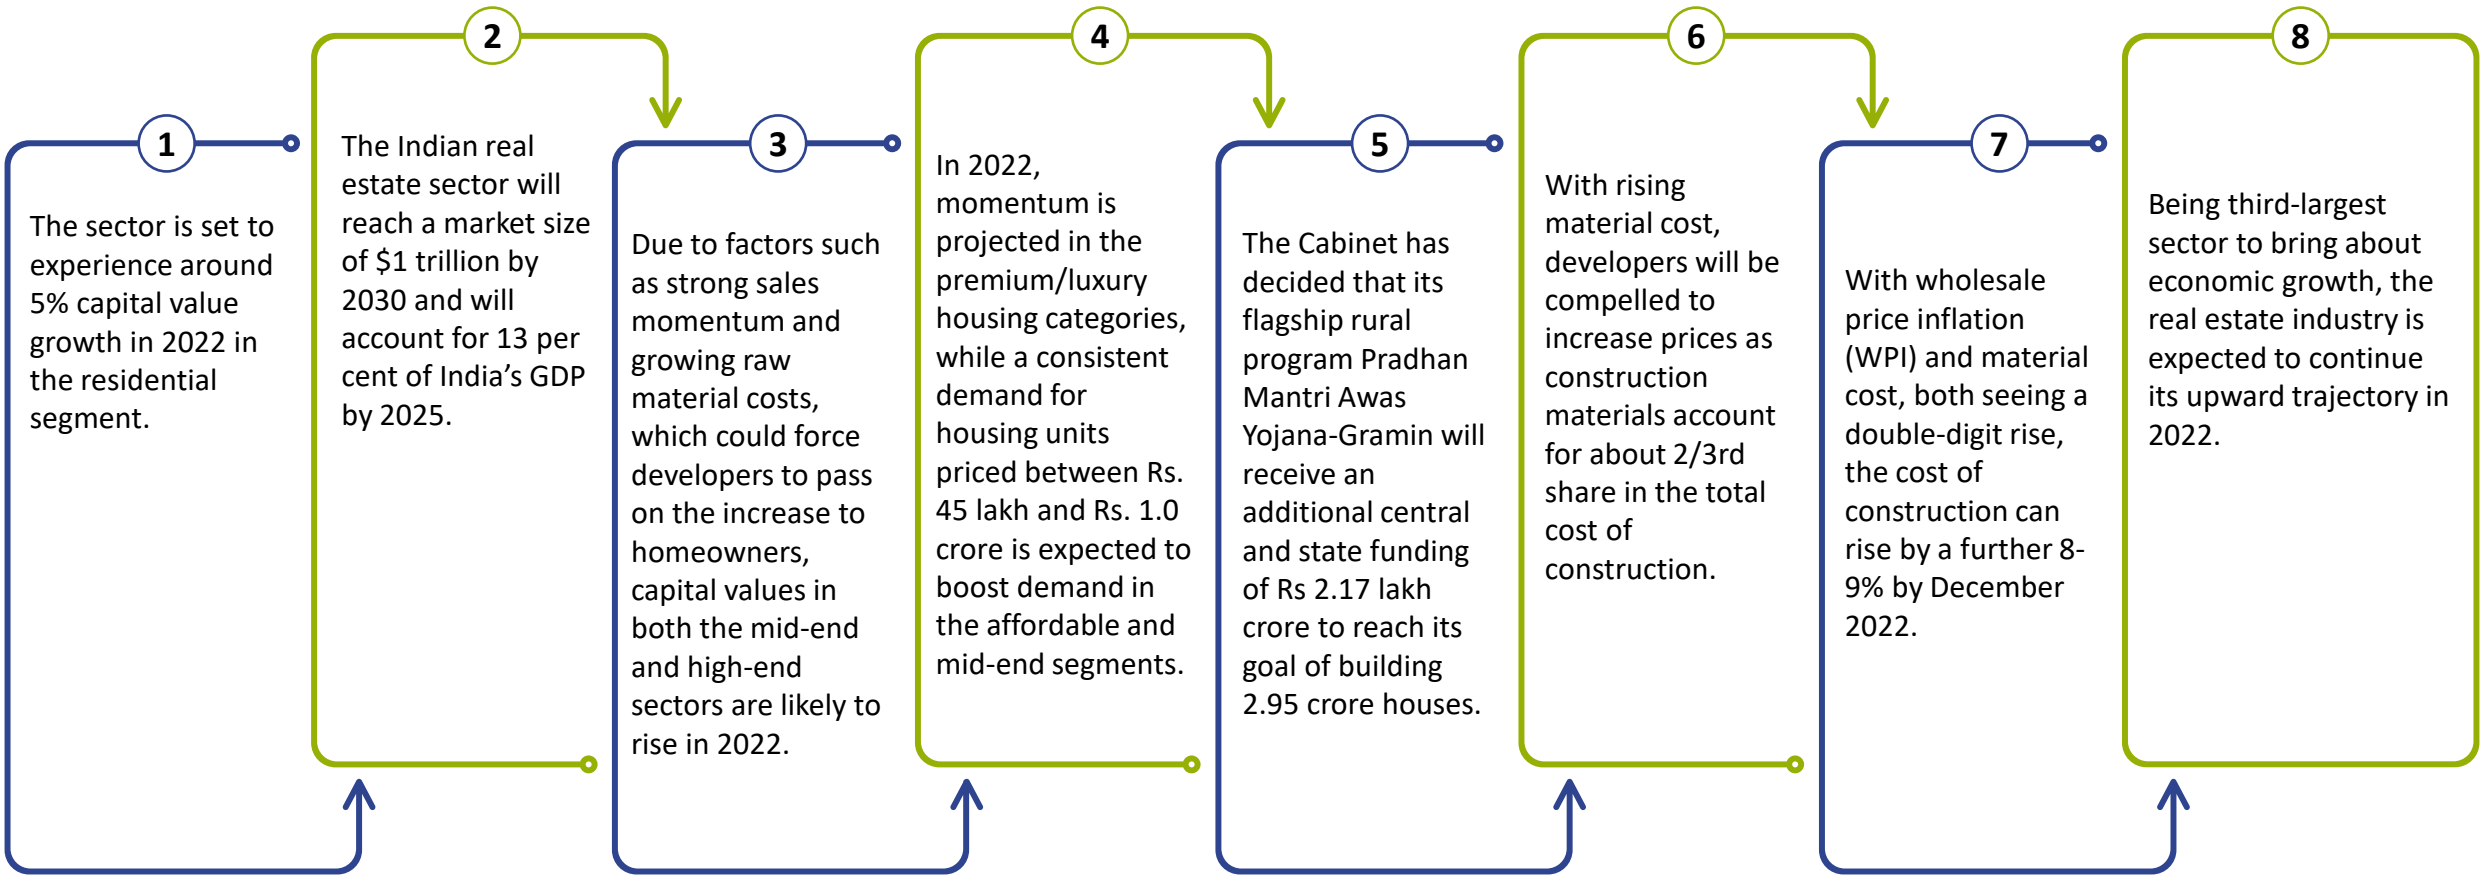 1
The sector is set to
experience around
5% capital value
growth in 2022 in
the residential
segment.
2
The Indian real
estate sector will
reach a market size
of $1 trillion by
2030 and will
account for 13 per
cent of India’s GDP
by 2025.
3
Due to factors such
as strong sales
momentum and
growing raw
material costs,
which could force
developers to pass
on the increase to
homeowners,
capital values in
both the mid-end
and high-end
sectors are likely to
rise in 2022.
4
In 2022,
momentum is
projected in the
premium/luxury
housing categories,
while a consistent
demand for
housing units
priced between Rs.
45 lakh and Rs. 1.0
crore is expected to
boost demand in
the affordable and
mid-end segments.
5
The Cabinet has
decided that its
flagship rural
program Pradhan
Mantri Awas
Yojana-Gramin will
receive an
additional central
and state funding
of Rs 2.17 lakh
crore to reach its
goal of building
2.95 crore houses.
6
With rising
material cost,
developers will be
compelled to
increase prices as
construction
materials account
for about 2/3rd
share in the total
cost of
construction.
7
With wholesale
price inflation
(WPI) and material
cost, both seeing a
double-digit rise,
the cost of
construction can
rise by a further 8-
9% by December
2022.
8
Being third-largest
sector to bring about
economic growth, the
real estate industry is
expected to continue
its upward trajectory in
2022.